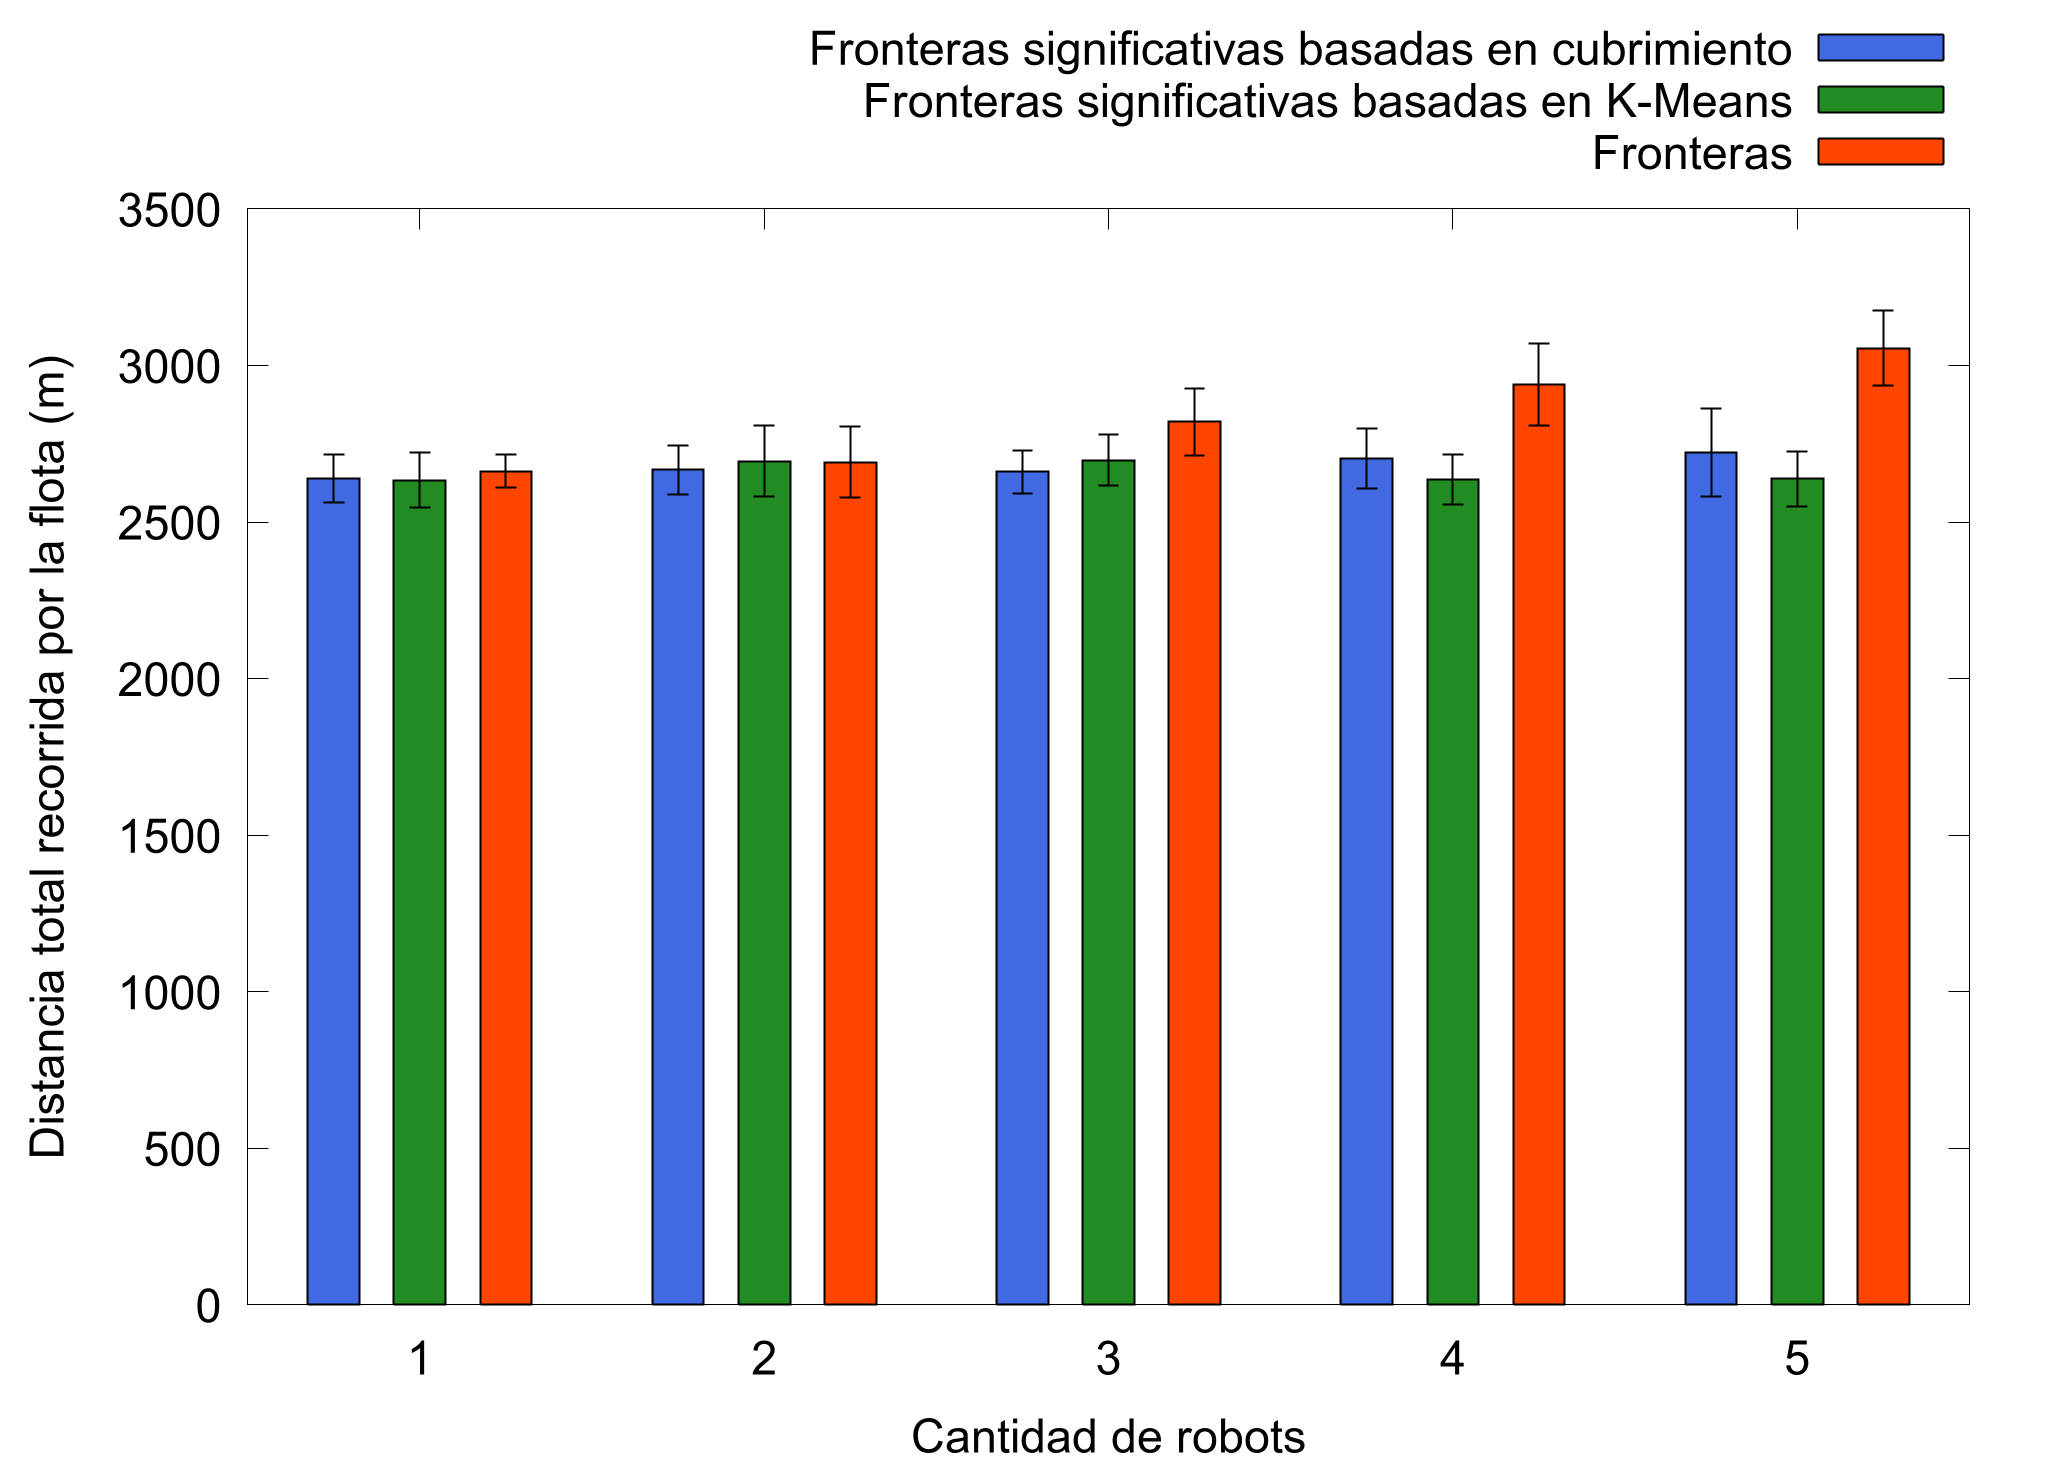 Fronteras significativas basadas en cubrimiento
Fronteras significativas basadas en K-Means
Fronteras
3500
3000
2500
2000
1500
1000
500
0
Distancia total recorrida por la flota (m)
1 2 3 4 5
Cantidad de robots